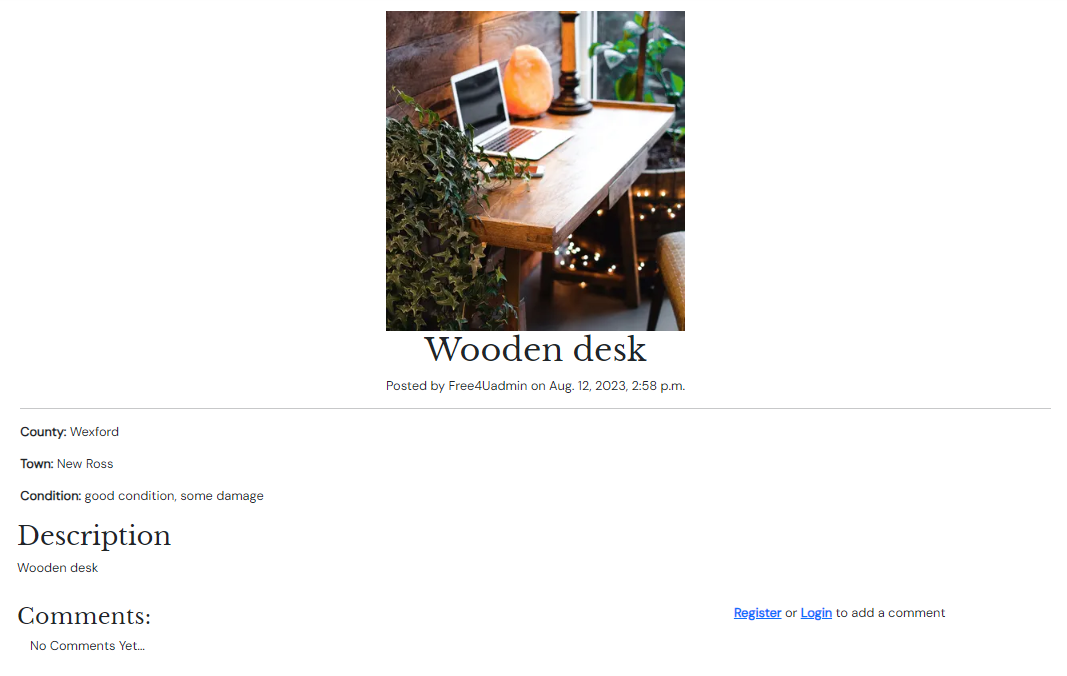 Wooden desk
Posted by Free4Uadmin on Aug. 12, 2023, 2:58 p.m.
County: Wexford
Town: New Ross
Condition: good condition, some damage
Description
Wooden desk
Comments:
Register or Login to add a comment
No Comments Yet...